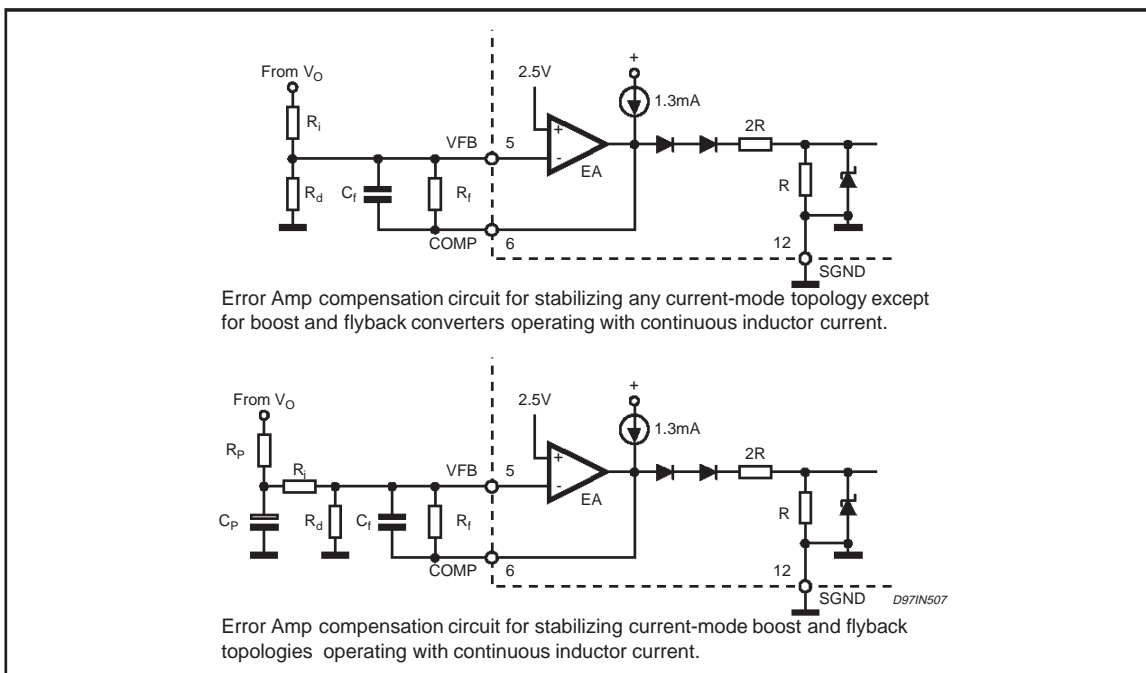 From VO
Ri
Rd
Cf
Rf
VFB
5
2.5V
+
-
EA
+
1.3mA
2R
R
COMP
6
12
SGND
Error Amp compensation circuit for stabilizing any current-mode topology except
for boost and flyback converters operating with continuous inductor current.
From VO
RP
Ri
CP
Rd
Cf
Rf
VFB
5
2.5V
+
-
EA
+
1.3mA
2R
R
COMP
6
12
SGND
D97IN507
Error Amp compensation circuit for stabilizing current-mode boost and flyback
topologies operating with continuous inductor current.